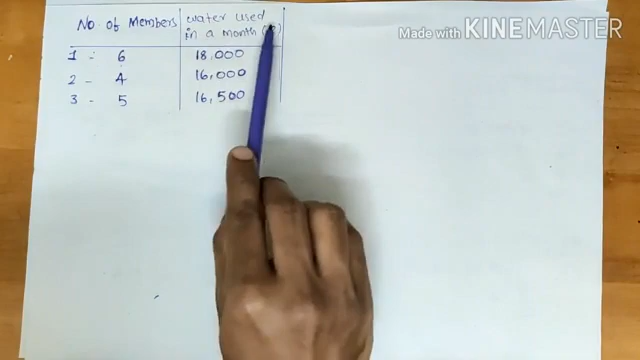 No of Members water used
in a month
1 - 6 18,000
2 - 4 16,000
3 - 5 16,500
Made with KINEMASTER